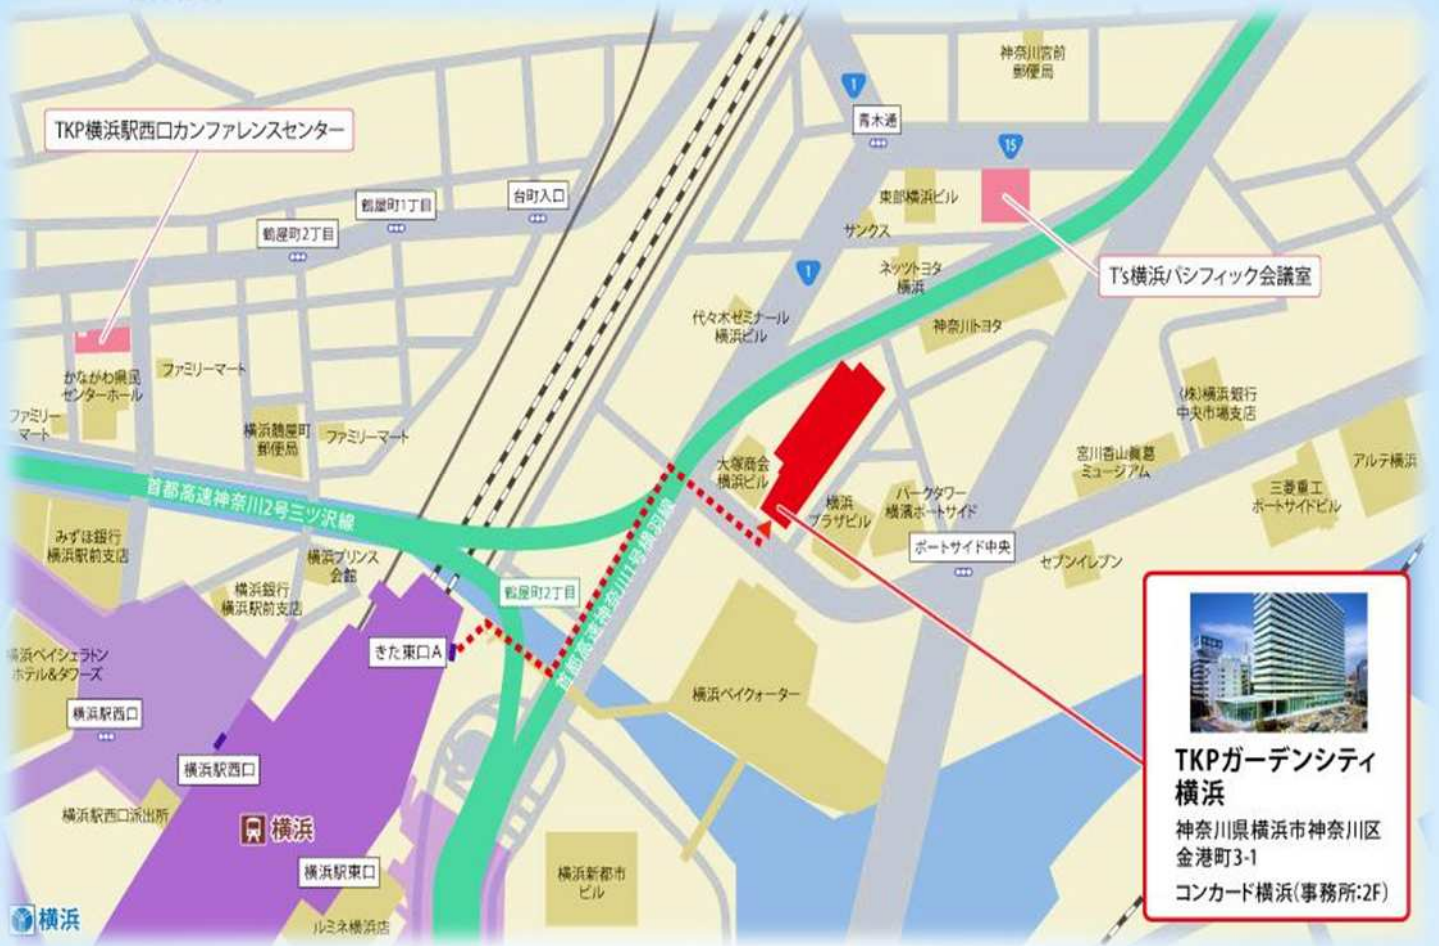 神奈川宮前
郵便局
1
青木通
15
TKP横浜駅西口カンファレンスセンター
台町入口
鶴屋町1丁目
鶴屋町2丁目
東部横浜ビル
サンクス
T's横浜パシフィック会議室
1
ネッツトヨタ
横浜
代々木ゼミナール
横浜ビル
神奈川トヨタ
かながわ県民
センターホール
ファミリーマート
ファミリー
マート
横浜鶴屋町
郵便局
ファミリーマート
(株)横浜銀行
中央市場支店
宮川香山眞葛
ミュージアム
アルテ横浜
大塚商会
横浜ビル
横浜
プラザビル
パークタワー
横濱ポートサイド
三菱重工
ポートサイドビル
首都高速神奈川2号三ツ沢線
首都高速神奈川1号横羽線
ポートサイド中央
セブンイレブン
みずほ銀行
横浜駅前支店
横浜プリンス
会館
横浜銀行
横浜駅前支店
鶴屋町2丁目
きた東口A
横浜ベイシェラトン
ホテル&タワーズ
横浜駅西口
横浜ベイクォーター
横浜駅西口
横浜駅西口派出所
横浜
横浜駅東口
横浜新都市
ビル
ルミネ横浜店
横浜
TKPガーデンシティ
横浜
神奈川県横浜市神奈川区
金港町3-1
コンカード横浜(事務所:2F)